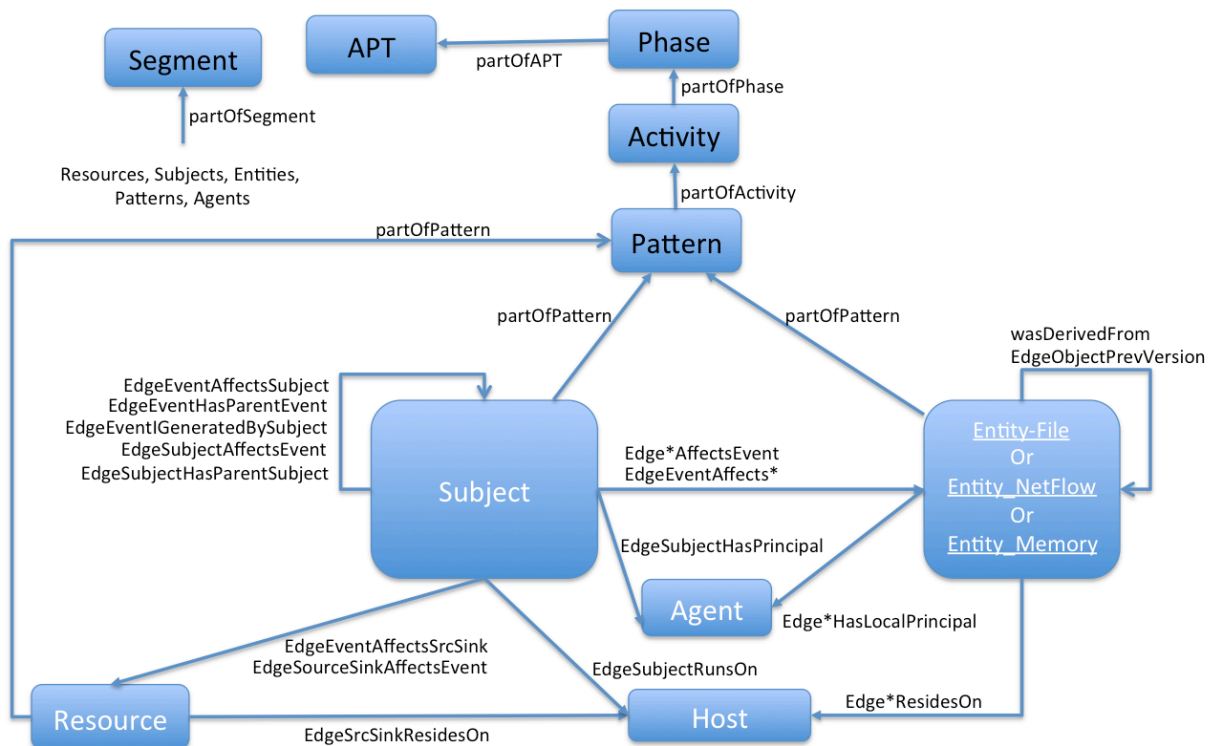 APT
Phase
Segment
partOfAPT
partOfPhase
partOfSegment
Activity
Resources, Subjects, Entities,
Patterns, Agents
partOfActivity
partOfPattern
Pattern
partOfPattern
partOfPattern
wasDerivedFrom
EdgeObjectPrevVersion
EdgeEventAffectsSubject
EdgeEventHasParentEvent
EdgeEventIGeneratedBySubject
EdgeSubjectAffectsEvent
EdgeSubjectHasParentSubject
Subject
Edge*AffectsEvent
EdgeEventAffects*
Entity-File
Or
Entity_NetFlow
Or
Entity_Memory
EdgeSubjectHasPrincipal
Agent
Edge*HasLocalPrincipal
EdgeEventAffectsSrcSink
EdgeSourceSinkAffectsEvent
EdgeSubjectRunsOn
Edge*ResidesOn
Resource
EdgeSrcSinkResidesOn
Host